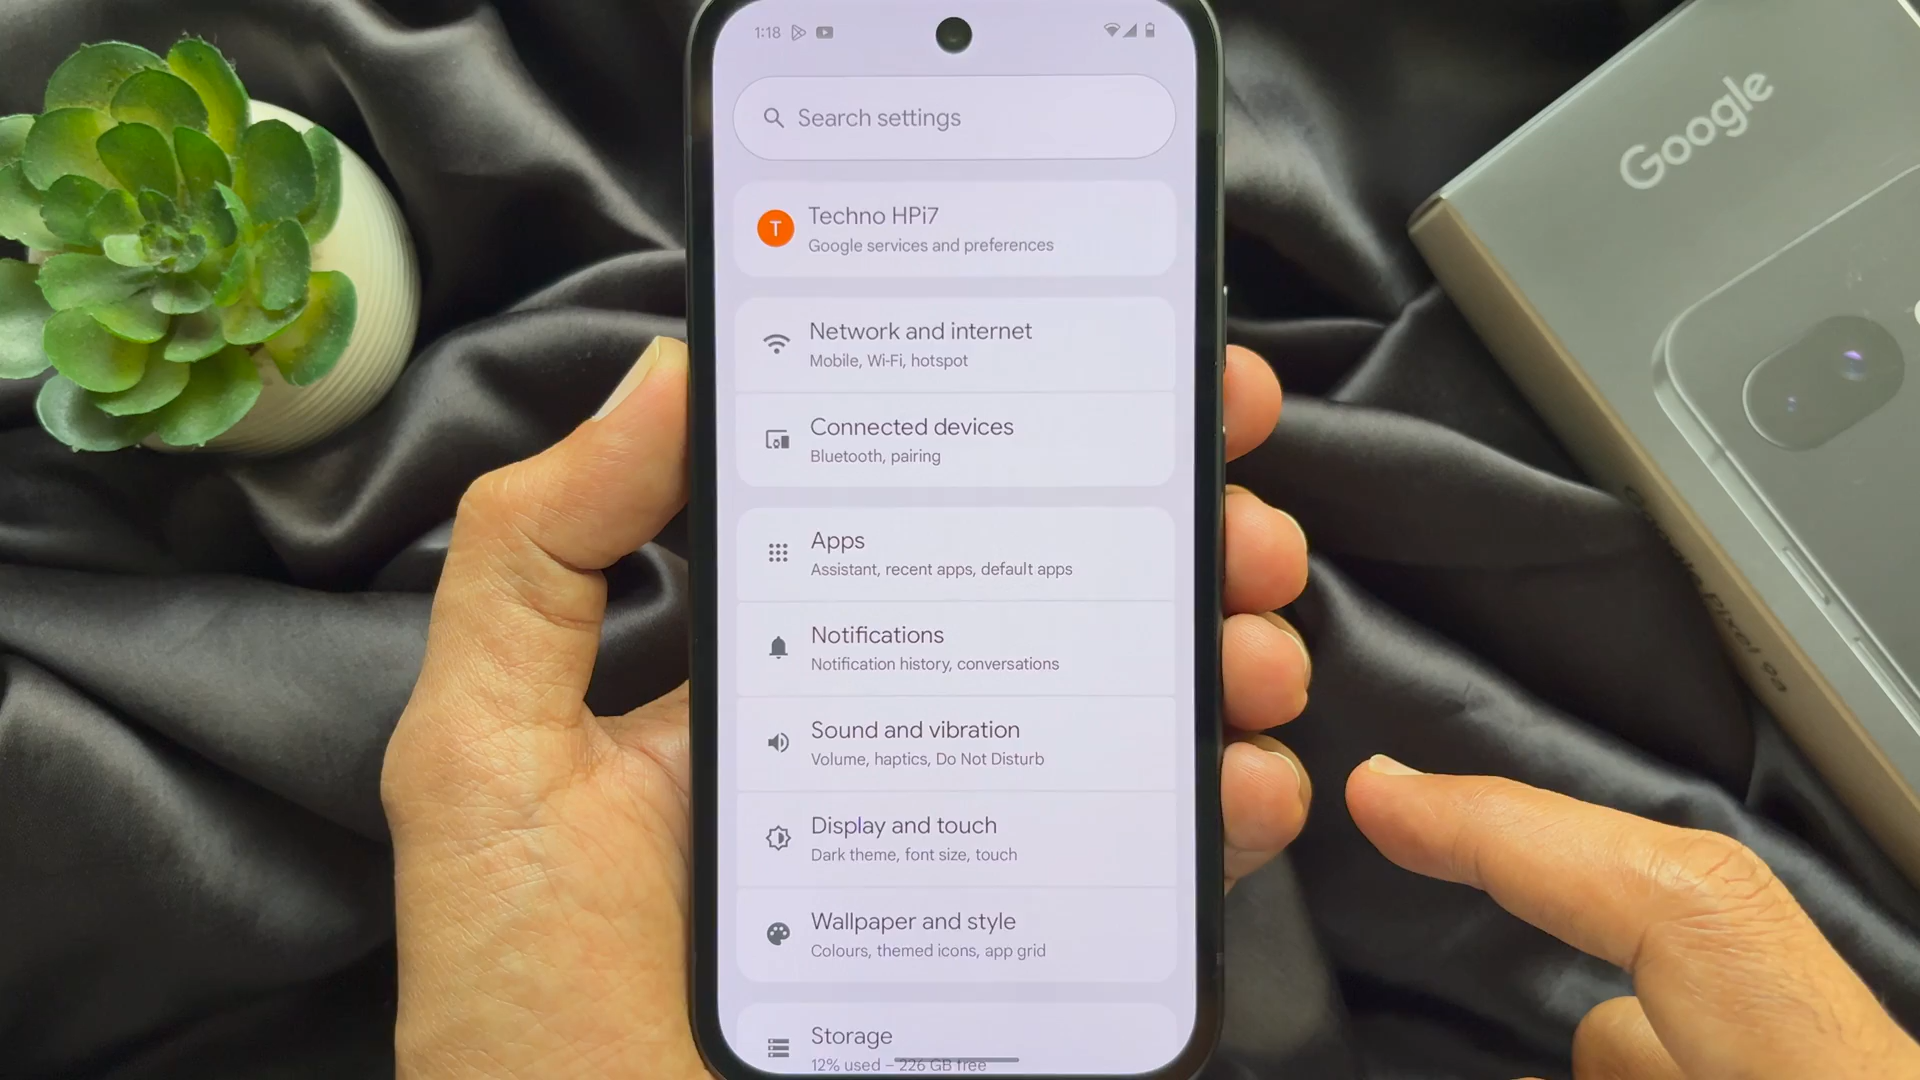 1:18
Search settings
T
Techno HPi7
Google services and preferences
Network and internet
Mobile, Wi-Fi, hotspot
Connected devices
Bluetooth, pairing
Apps
Assistant, recent apps, default apps
Notifications
Notification history, conversations
Sound and vibration
Volume, haptics, Do Not Disturb
Display and touch
Dark theme, font size, touch
Wallpaper and style
Colours, themed icons, app grid
Storage
12% used – 226 GB free
Google
Google Pixel 9a